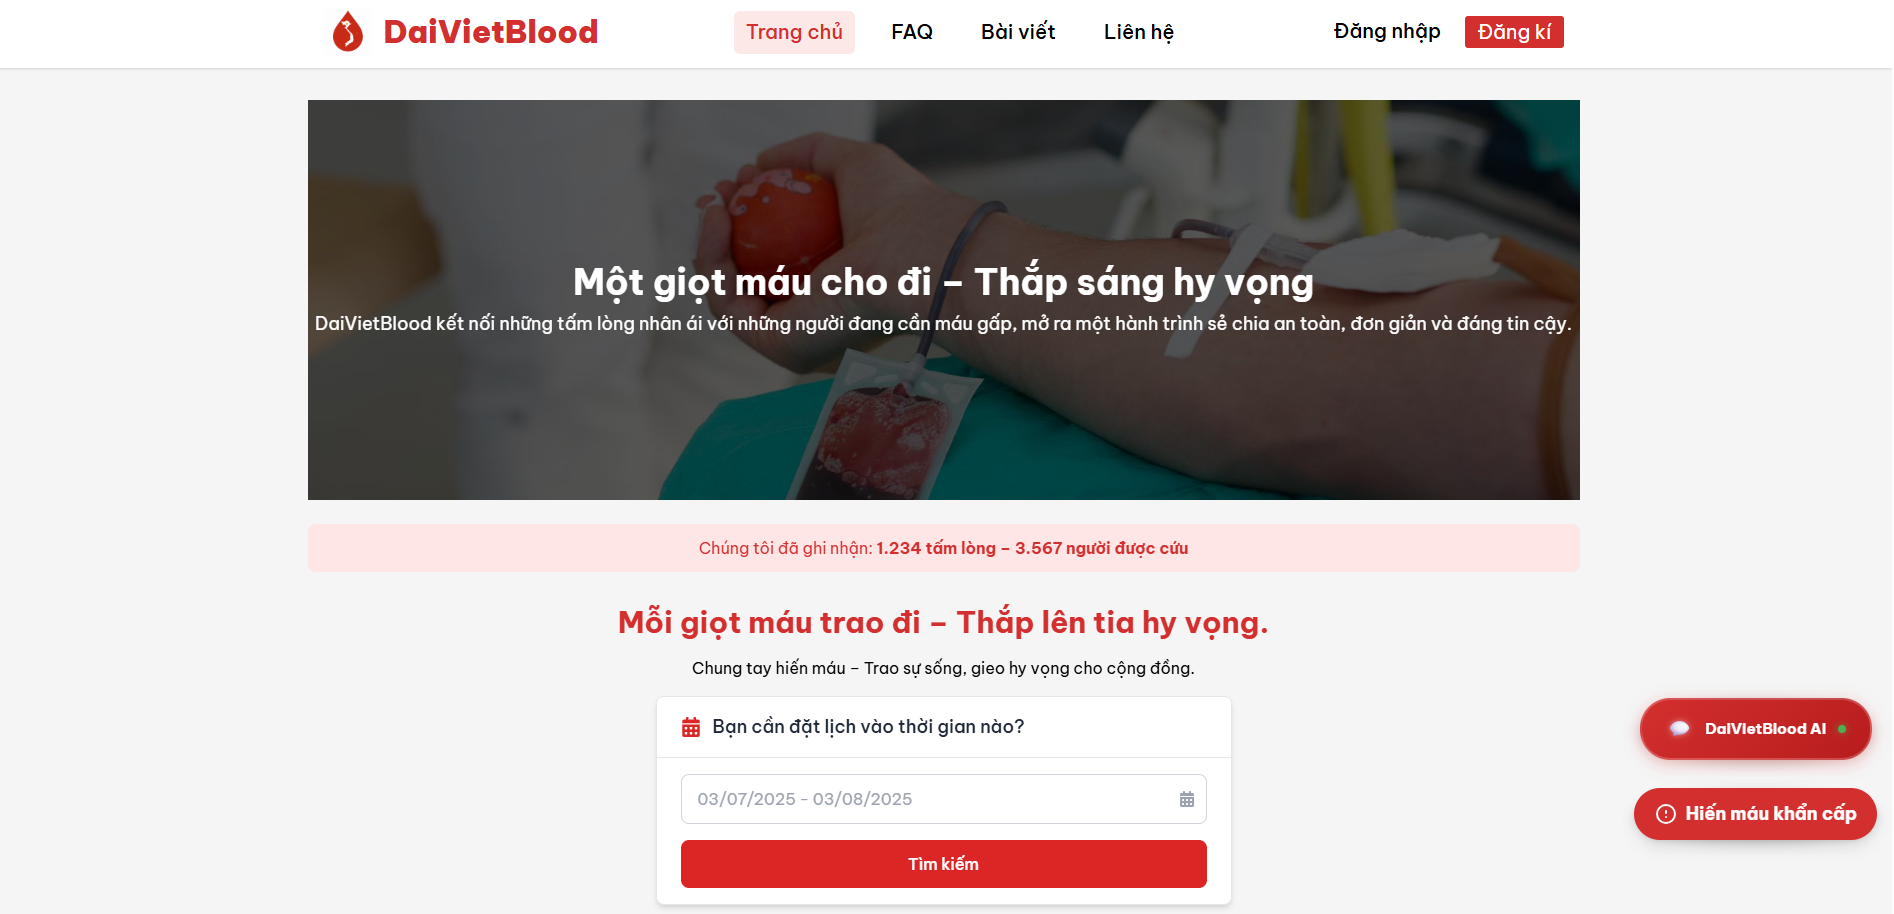 DaiVietBlood
Trang chủ
FAQ
Bài viết
Liên hệ
Đăng nhập
Đăng kí
Một giọt máu cho đi – Thắp sáng hy vọng
DaiVietBlood kết nối những tấm lòng nhân ái với những người đang cần máu gấp, mở ra một hành trình sẻ chia an toàn, đơn giản và đáng tin cậy.
Chúng tôi đã ghi nhận: 1.234 tấm lòng – 3.567 người được cứu
Mỗi giọt máu trao đi – Thắp lên tia hy vọng.
Chung tay hiến máu – Trao sự sống, gieo hy vọng cho cộng đồng.
Bạn cần đặt lịch vào thời gian nào?
03/07/2025 - 03/08/2025
Tìm kiếm
DaiVietBlood AI
Hiến máu khẩn cấp